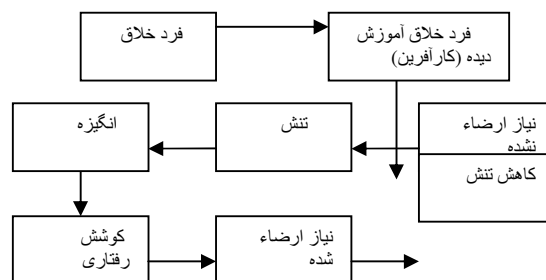 فرد خلاق
فرد خلاق آموزش
دیده (کارآفرین)
نیاز ارضاء
نشده
تنش
انگیزه
کوشش
رفتاری
نیاز ارضاء
شده
کاهش تنش